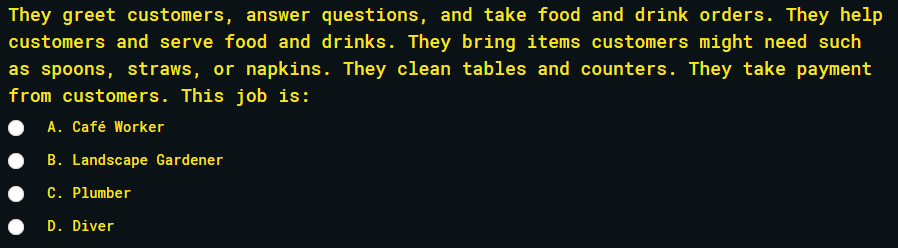 They greet customers, answer questions, and take food and drink orders. They help
customers and serve food and drinks. They bring items customers might need such
as spoons, straws, or napkins. They clean tables and counters. They take payment
from customers. This job is:
A. Café Worker
B. Landscape Gardener
C. Plumber
D. Diver